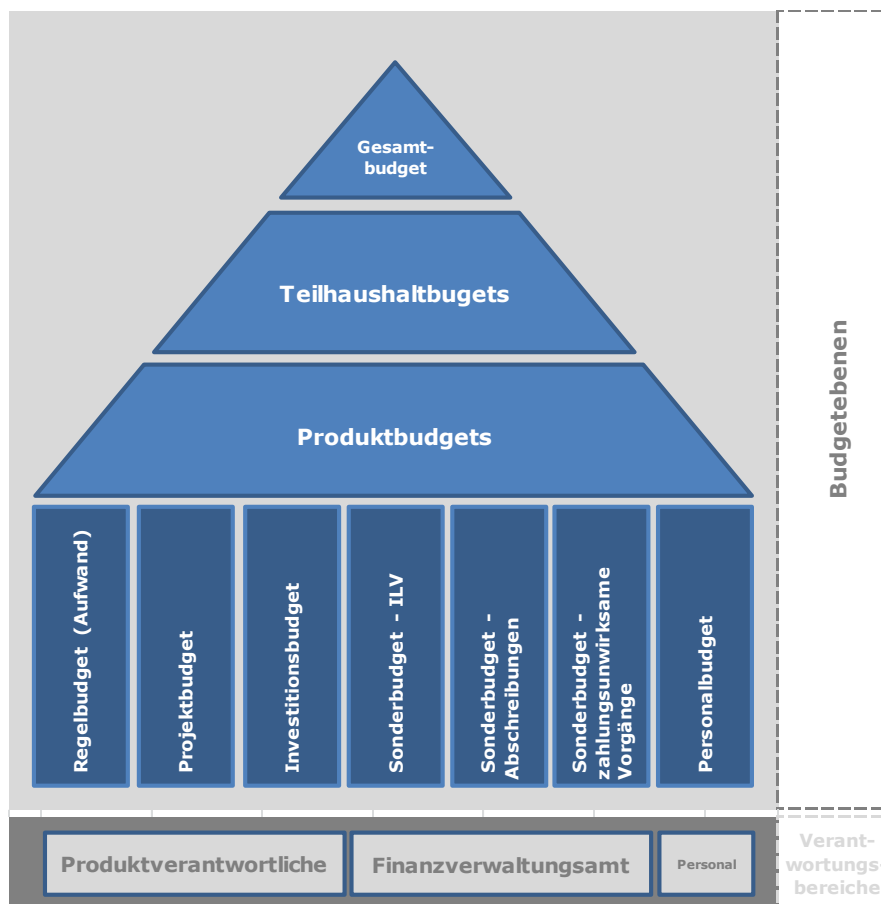 Gesamt-
budget
Teilhaushaltbugets
Produktbudgets
Regelbudget (Aufwand)
Projektbudget
Investitionsbudget
Sonderbudget - ILV
Sonderbudget -
Abschreibungen
Sonderbudget -
zahlungsunwirksame
Vorgänge
Personalbudget
Budgetebenen
Produktverantwortliche
Finanzverwaltungsamt
Personal
Verant-
wortungs-
bereiche